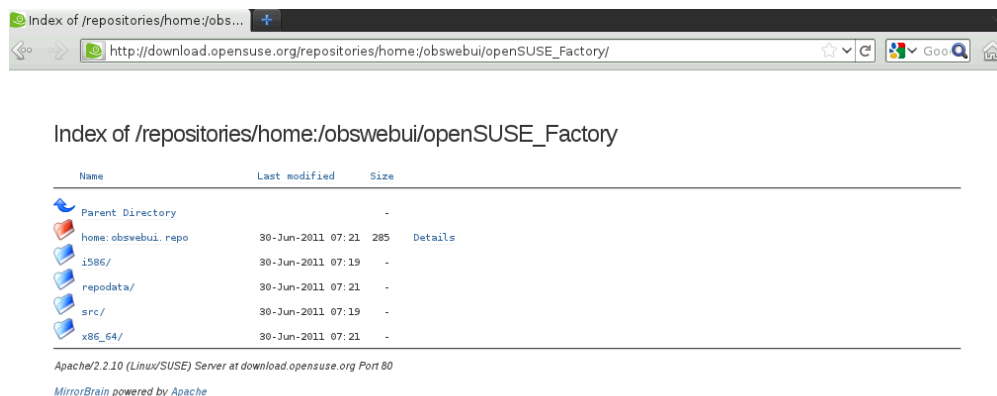 Index of /repositories/home:/obs...
http://download.opensuse.org/repositories/home:/obswebui/openSUSE_Factory/ Goo
Index of /repositories/home:/obswebui/openSUSE_Factory
Name Last modified Size
Parent Directory -
home:obswebui.repo 30-Jun-2011 07:21 285 Details
i586/ 30-Jun-2011 07:19 -
repodata/ 30-Jun-2011 07:21 -
src/ 30-Jun-2011 07:19 -
x86_64/ 30-Jun-2011 07:21 -
Apache/2.2.10 (Linux/SUSE) Server at download.opensuse.org Port 80
MirrorBrain powered by Apache